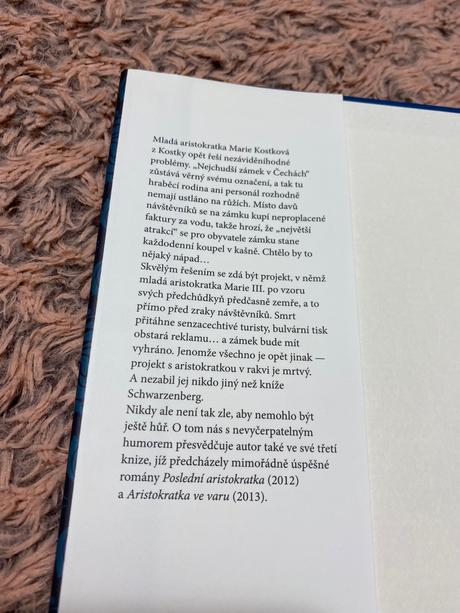 Mladá aristokratka Marie Kostková
z Kostky opět řeší nezáviděníhodné
problémy. „Nejchudší zámek v Čechách“
zůstává věrný svému označení, a tak tu
hraběcí rodina ani personál rozhodně
nemají ustláno na růžích. Místo davů
návštěvníků se na zámku kupí neproplacené
faktury za vodu, takže hrozí, že „největší
atrakcí“ se pro obyvatele zámku stane
každodenní koupel v kašně. Chtělo by to
nějaký nápad…
Skvělým řešením se zdá být projekt, v němž
mladá aristokratka Marie III. po vzoru
svých předchůdkyň předčasně zemře, a to
přímo před zraky návštěvníků. Smrt
přitáhne senzacechtivé turisty, bulvární tisk
obstará reklamu… a zámek bude mít
vyhráno. Jenomže všechno je opět jinak —
projekt s aristokratkou v rakvi je mrtvý.
A nezabil jej nikdo jiný než kníže
Schwarzenberg.
Nikdy ale není tak zle, aby nemohlo být
ještě hůř. O tom nás s nevyčerpatelným
humorem přesvědčuje autor také ve své třetí
knize, jíž předcházely mimořádně úspěšné
romány Poslední aristokratka (2012)
a Aristokratka ve varu (2013).